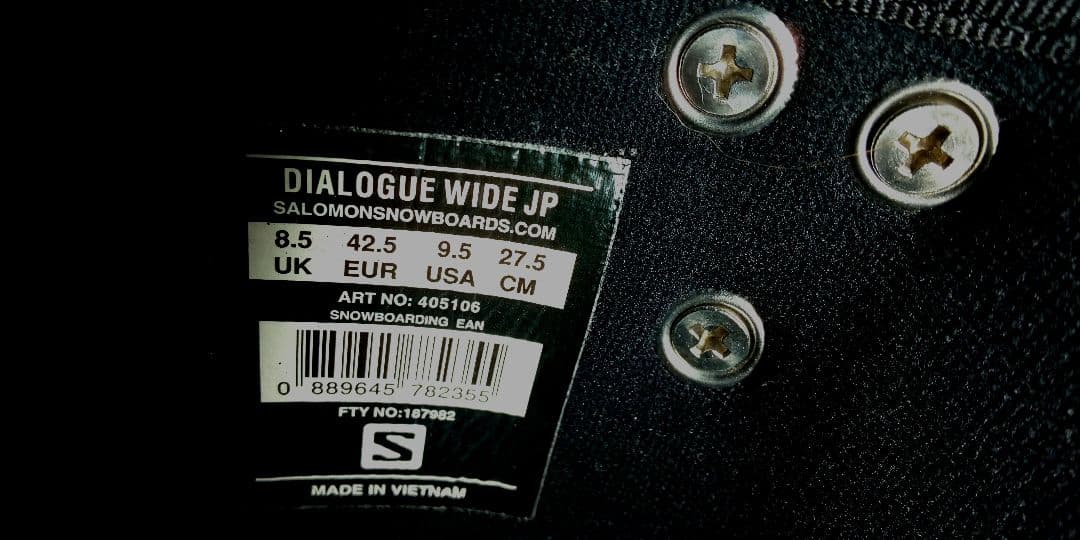 DIALOGUE WIDE JP
SALOMONSNOWBOARDS.COM
8.5 42.5 9.5 27.5
UK EUR USA CM
ART NO: 405106
SNOWBOARDING EAN
0 889645 782355
FTY NO:187982
S
MADE IN VIETNAM